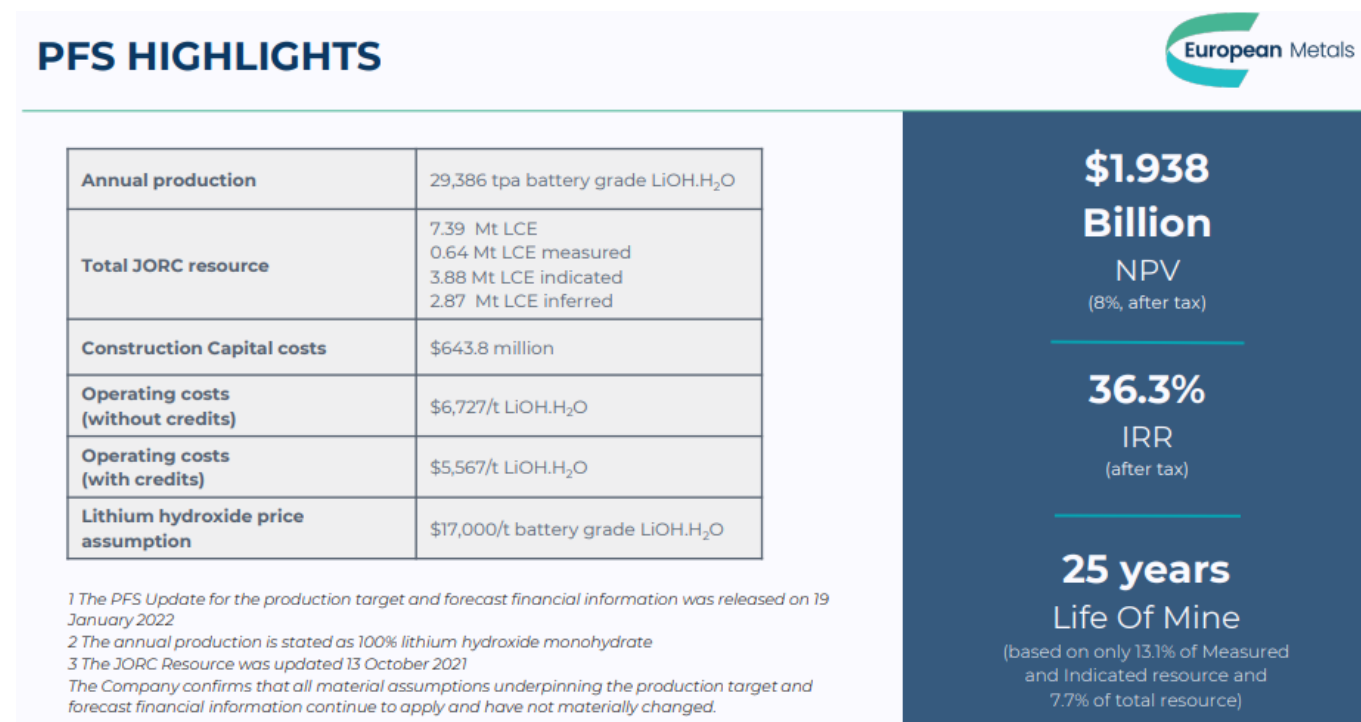 PFS HIGHLIGHTS
European Metals
Annual production
29,386 tpa battery grade LiOH.H₂O
Total JORC resource
7.39 Mt LCE
0.64 Mt LCE measured
3.88 Mt LCE indicated
2.87 Mt LCE inferred
Construction Capital costs
$643.8 million
Operating costs
(without credits)
$6,727/t LiOH.H₂O
Operating costs
(with credits)
$5,567/t LiOH.H₂O
Lithium hydroxide price
assumption
$17,000/t battery grade LiOH.H₂O
1 The PFS Update for the production target and forecast financial information was released on 19
January 2022
2 The annual production is stated as 100% lithium hydroxide monohydrate
3 The JORC Resource was updated 13 October 2021
The Company confirms that all material assumptions underpinning the production target and
forecast financial information continue to apply and have not materially changed.
$1.938
Billion
NPV
(8%, after tax)
36.3%
IRR
(after tax)
25 years
Life Of Mine
(based on only 13.1% of Measured
and Indicated resource and
7.7% of total resource)